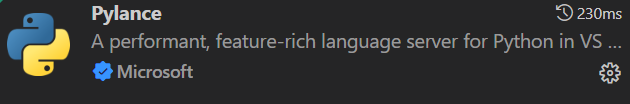 Pylance 230ms
A performant, feature-rich language server for Python in VS ...
Microsoft